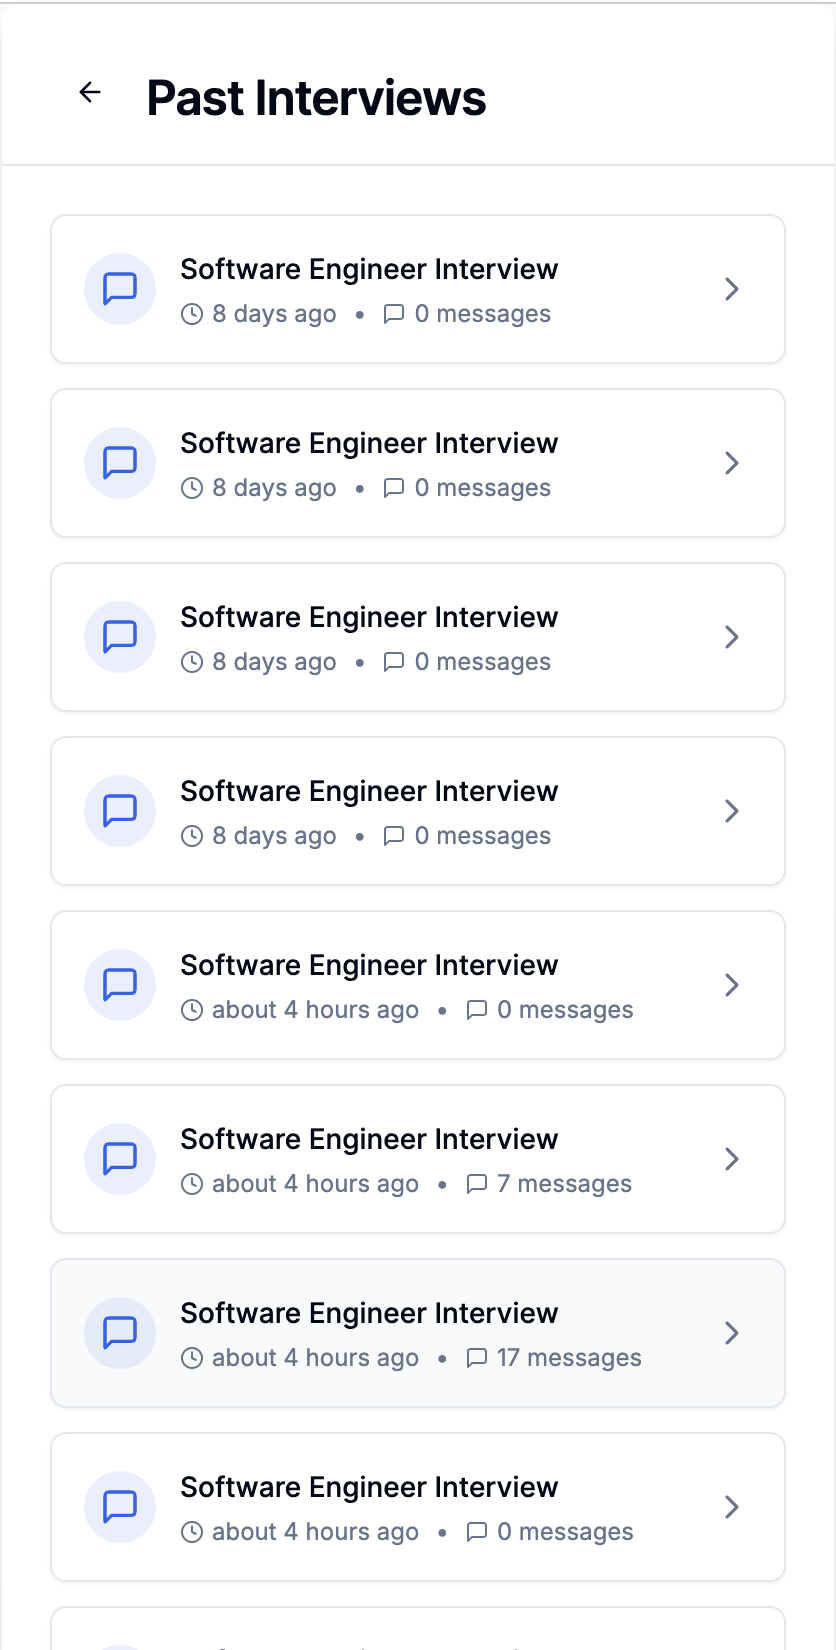 Past Interviews
Software Engineer Interview
8 days ago • 0 messages
Software Engineer Interview
8 days ago • 0 messages
Software Engineer Interview
8 days ago • 0 messages
Software Engineer Interview
8 days ago • 0 messages
Software Engineer Interview
about 4 hours ago • 0 messages
Software Engineer Interview
about 4 hours ago • 7 messages
Software Engineer Interview
about 4 hours ago • 17 messages
Software Engineer Interview
about 4 hours ago • 0 messages